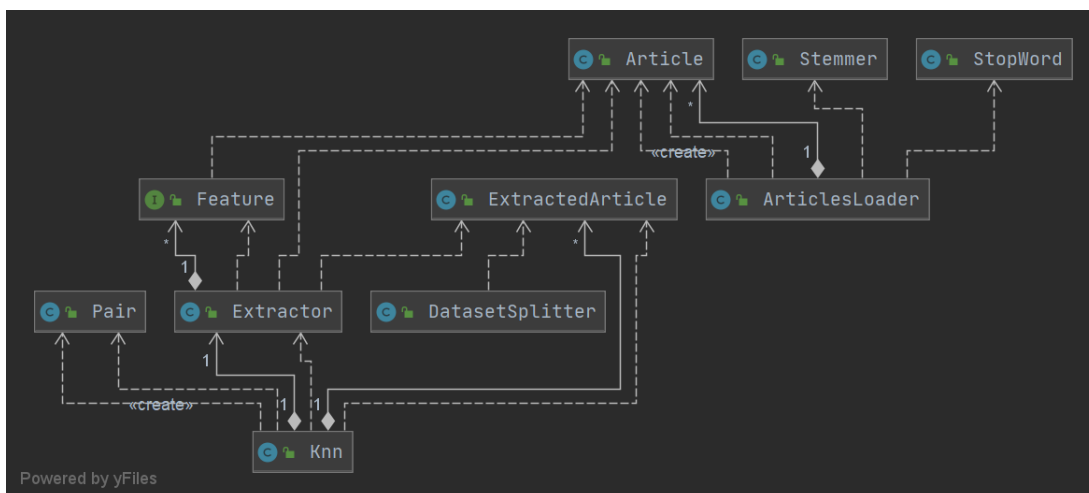 C Article
C Stemmer
C StopWord
*
«create»
1
I Feature
C ExtractedArticle
C ArticlesLoader
*
1
*
C Pair
C Extractor
C DatasetSplitter
1
«create»
1
1
C Knn
Powered by yFiles